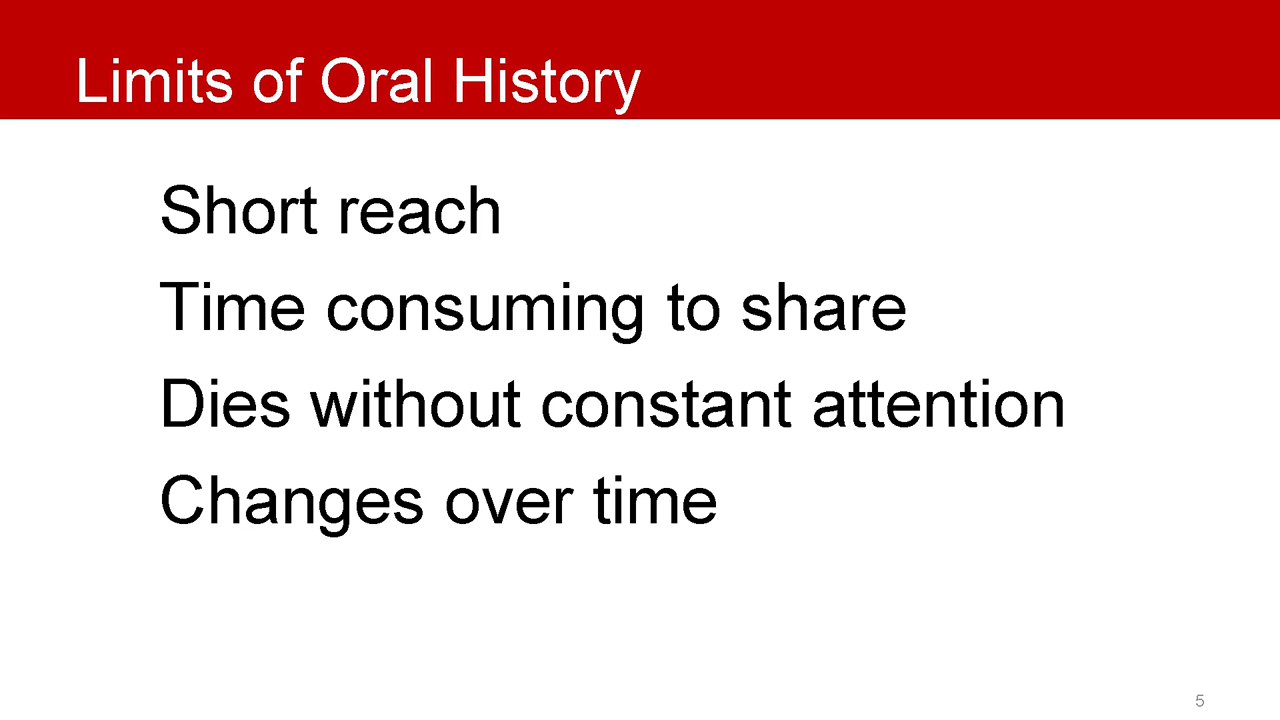 Limits of Oral History
Short reach
Time consuming to share
Dies without constant attention
Changes over time
5